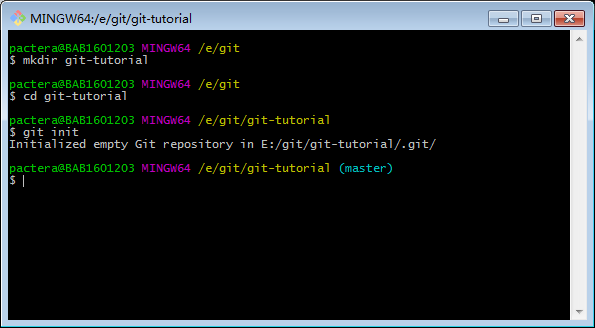 MINGW64:/e/git/git-tutorial
pactera@BAB1601203 MINGW64 /e/git
$ mkdir git-tutorial
pactera@BAB1601203 MINGW64 /e/git
$ cd git-tutorial
pactera@BAB1601203 MINGW64 /e/git/git-tutorial
$ git init
Initialized empty Git repository in E:/git/git-tutorial/.git/
pactera@BAB1601203 MINGW64 /e/git/git-tutorial (master)
$